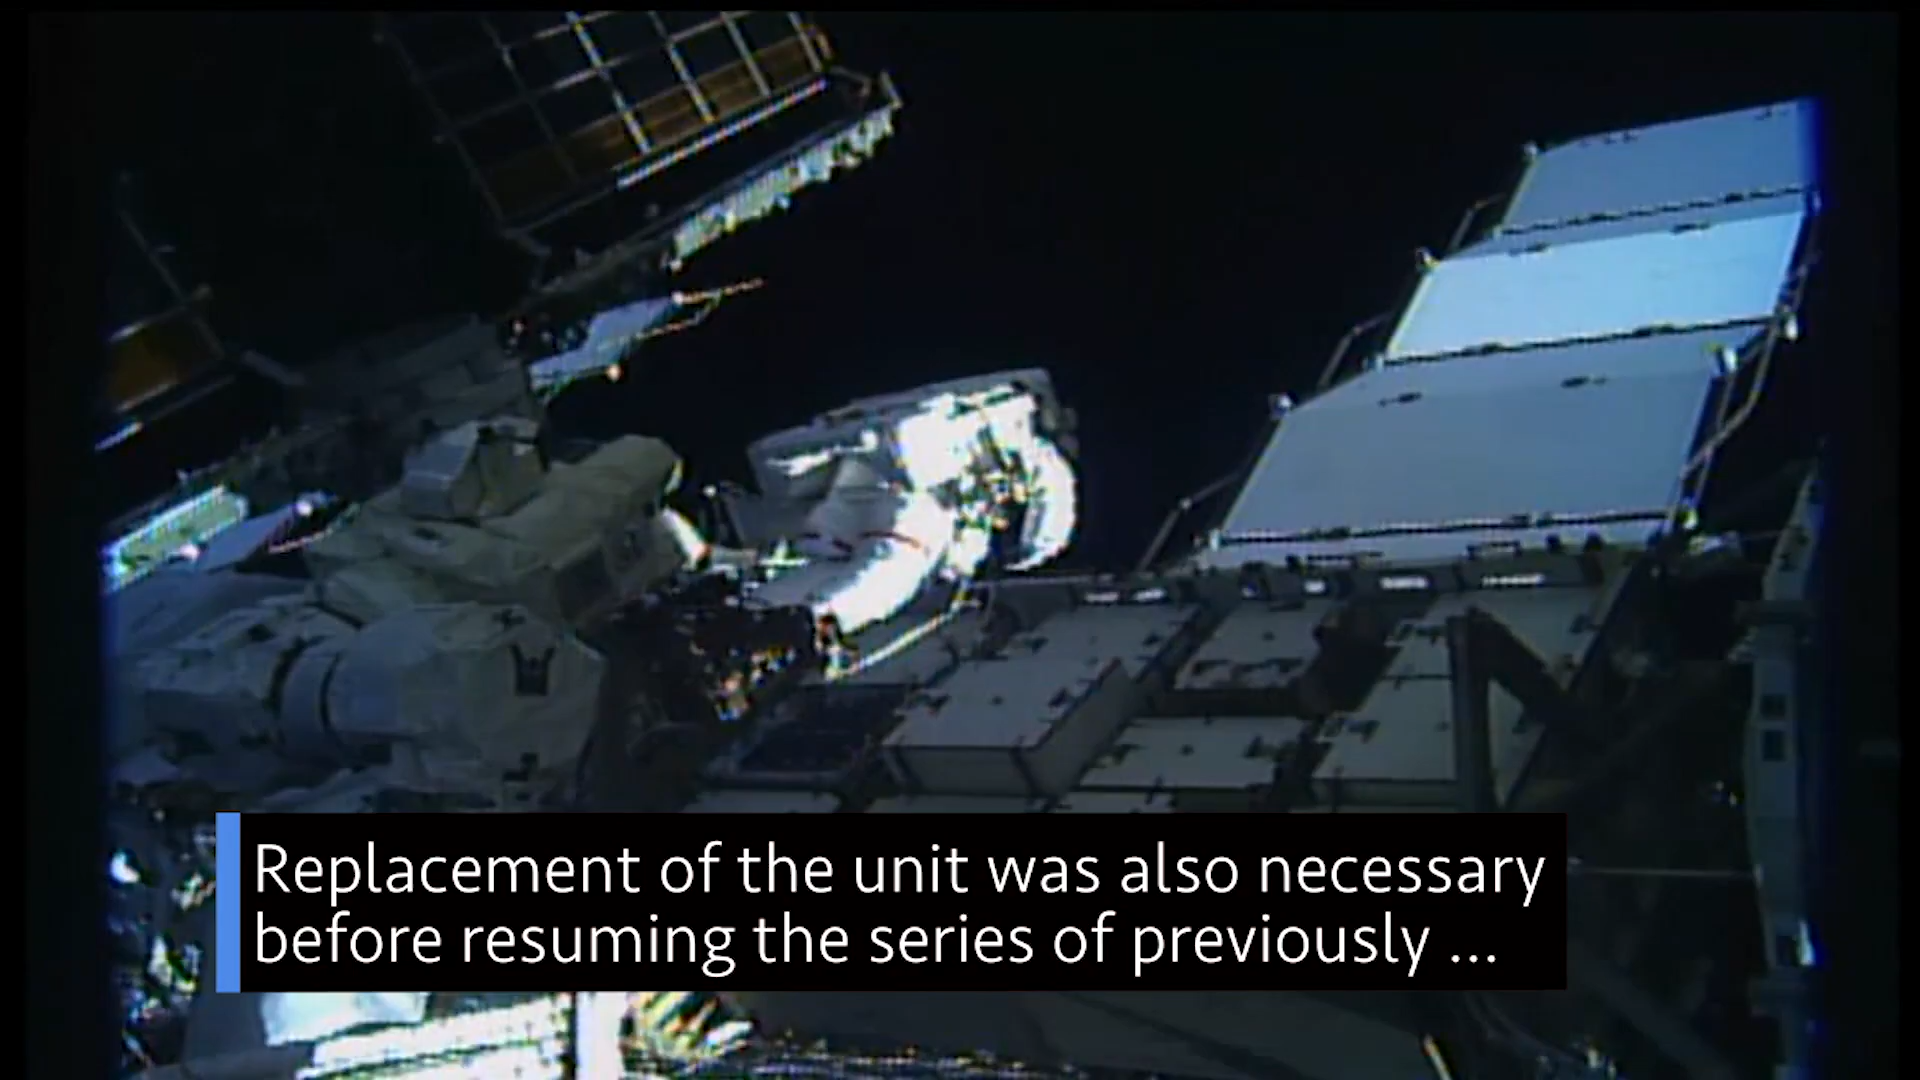 Replacement of the unit was also necessary
before resuming the series of previously ...